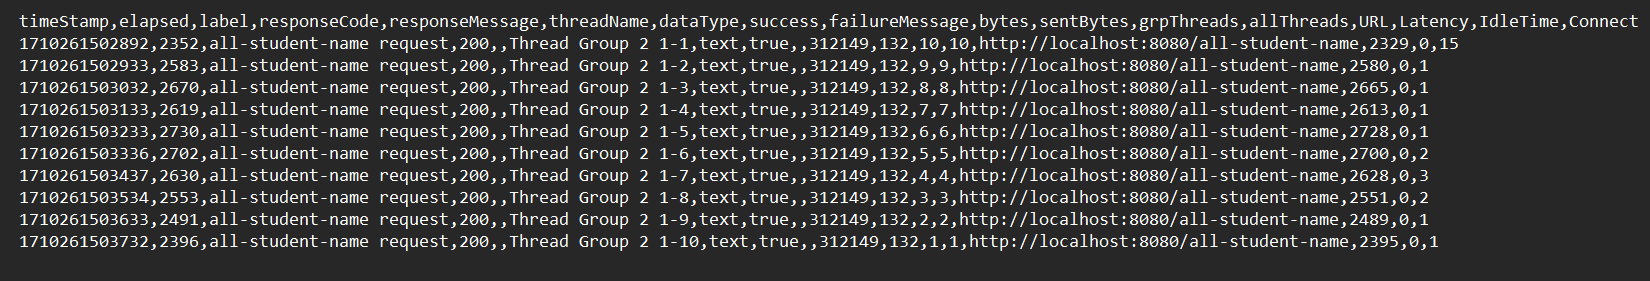 timeStamp,elapsed,label,responseCode,responseMessage,threadName,dataType,success,failureMessage,bytes,sentBytes,grpThreads,allThreads,URL,Latency,IdleTime,Connect
1710261502892,2352,all-student-name request,200,,Thread Group 2 1-1,text,true,,312149,132,10,10,http://localhost:8080/all-student-name,2329,0,15
1710261502933,2583,all-student-name request,200,,Thread Group 2 1-2,text,true,,312149,132,9,9,http://localhost:8080/all-student-name,2580,0,1
1710261503032,2670,all-student-name request,200,,Thread Group 2 1-3,text,true,,312149,132,8,8,http://localhost:8080/all-student-name,2665,0,1
1710261503133,2619,all-student-name request,200,,Thread Group 2 1-4,text,true,,312149,132,7,7,http://localhost:8080/all-student-name,2613,0,1
1710261503233,2730,all-student-name request,200,,Thread Group 2 1-5,text,true,,312149,132,6,6,http://localhost:8080/all-student-name,2728,0,1
1710261503336,2702,all-student-name request,200,,Thread Group 2 1-6,text,true,,312149,132,5,5,http://localhost:8080/all-student-name,2700,0,2
1710261503437,2630,all-student-name request,200,,Thread Group 2 1-7,text,true,,312149,132,4,4,http://localhost:8080/all-student-name,2628,0,3
1710261503534,2553,all-student-name request,200,,Thread Group 2 1-8,text,true,,312149,132,3,3,http://localhost:8080/all-student-name,2551,0,2
1710261503633,2491,all-student-name request,200,,Thread Group 2 1-9,text,true,,312149,132,2,2,http://localhost:8080/all-student-name,2489,0,1
1710261503732,2396,all-student-name request,200,,Thread Group 2 1-10,text,true,,312149,132,1,1,http://localhost:8080/all-student-name,2395,0,1